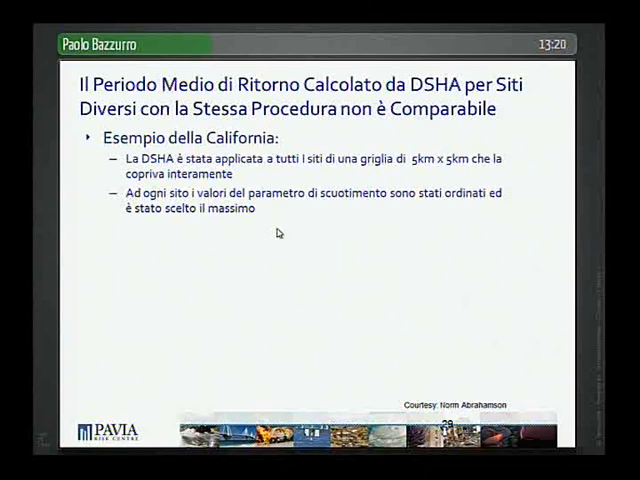 Paolo Bazzurro
13:20
Il Periodo Medio di Ritorno Calcolato da DSHA per Siti
Diversi con la Stessa Procedura non è Comparabile
Esempio della California:
– La DSHA è stata applicata a tutti I siti di una griglia di 5km x 5km che la
copriva interamente
– Ad ogni sito i valori del parametro di scuotimento sono stati ordinati ed
è stato scelto il massimo
Courtesy: Norm Abrahamson
PAVIA
RISK CENTRE
29